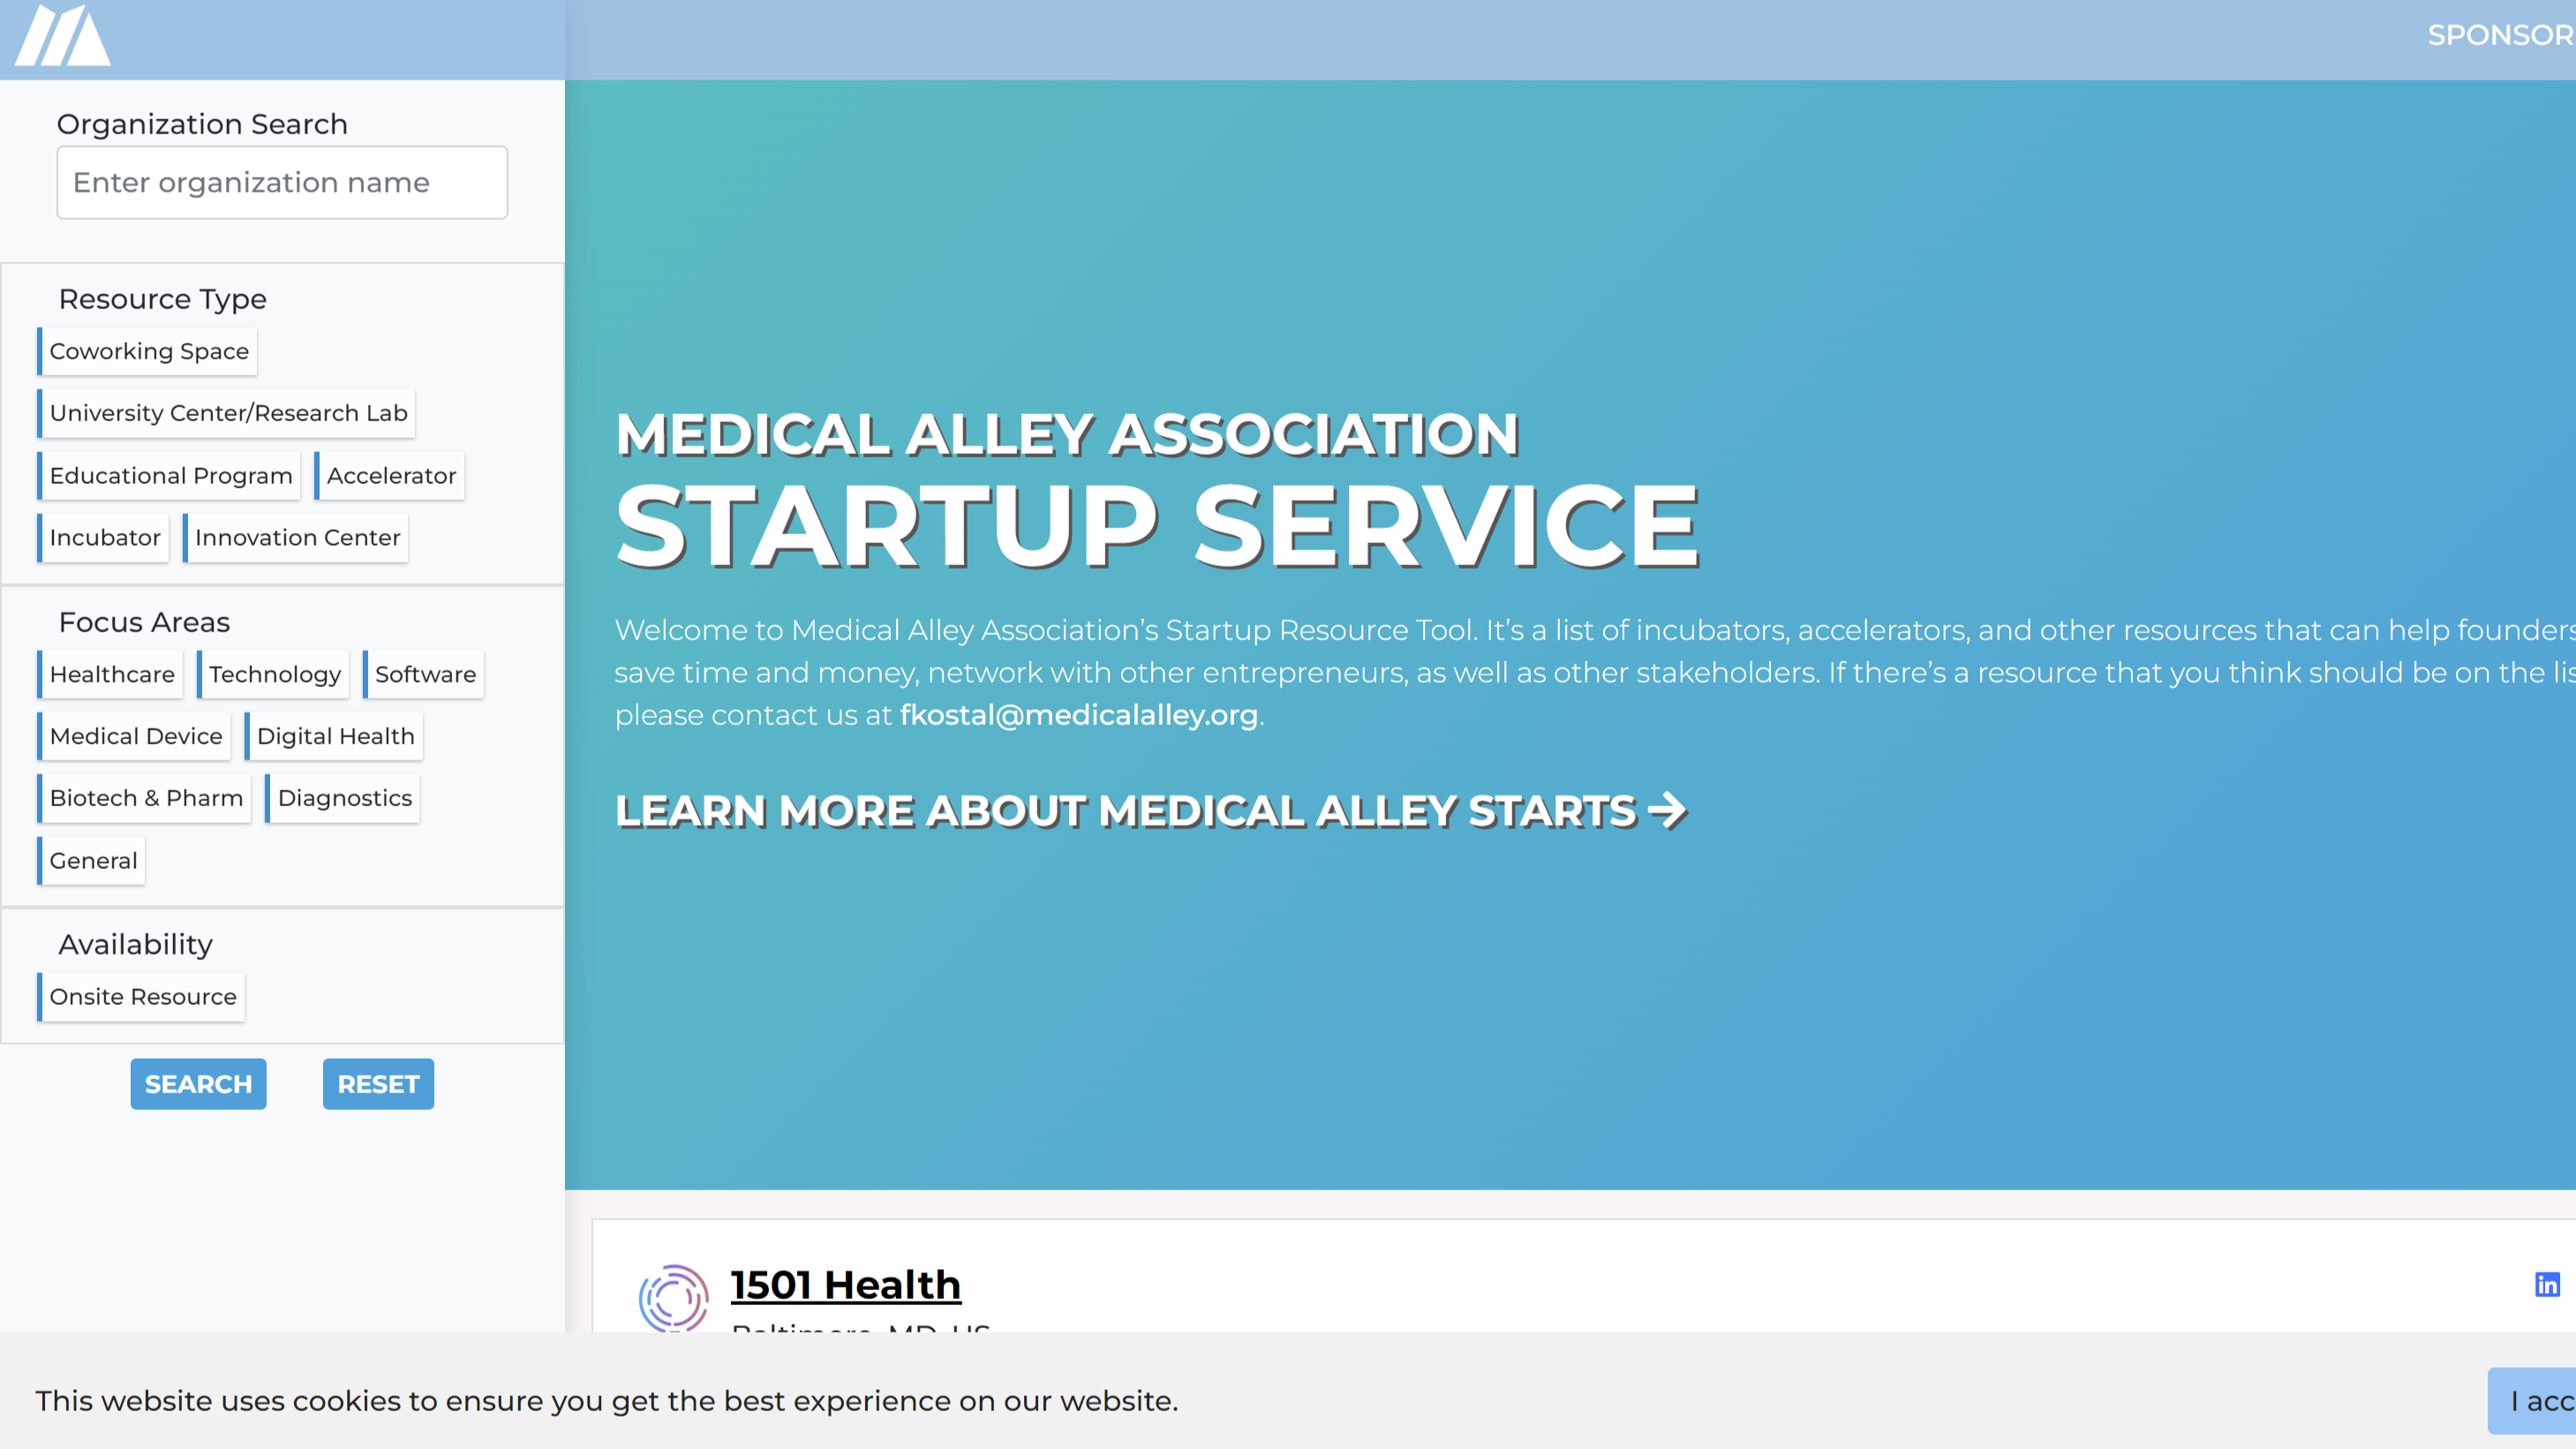 SPONSOR
Organization Search
Enter organization name
Resource Type
Coworking Space
University Center/Research Lab
Educational Program
Accelerator
Incubator
Innovation Center
Focus Areas
Healthcare
Technology
Software
Medical Device
Digital Health
Biotech & Pharm
Diagnostics
General
Availability
Onsite Resource
SEARCH
RESET
MEDICAL ALLEY ASSOCIATION
STARTUP SERVICE
Welcome to Medical Alley Association’s Startup Resource Tool. It’s a list of incubators, accelerators, and other resources that can help founders
save time and money, network with other entrepreneurs, as well as other stakeholders. If there’s a resource that you think should be on the
please contact us at fkostal@medicalalley.org.
LEARN MORE ABOUT MEDICAL ALLEY STARTS
1501 Health
Baltimore, MD, US
This website uses cookies to ensure you get the best experience on our website.
I